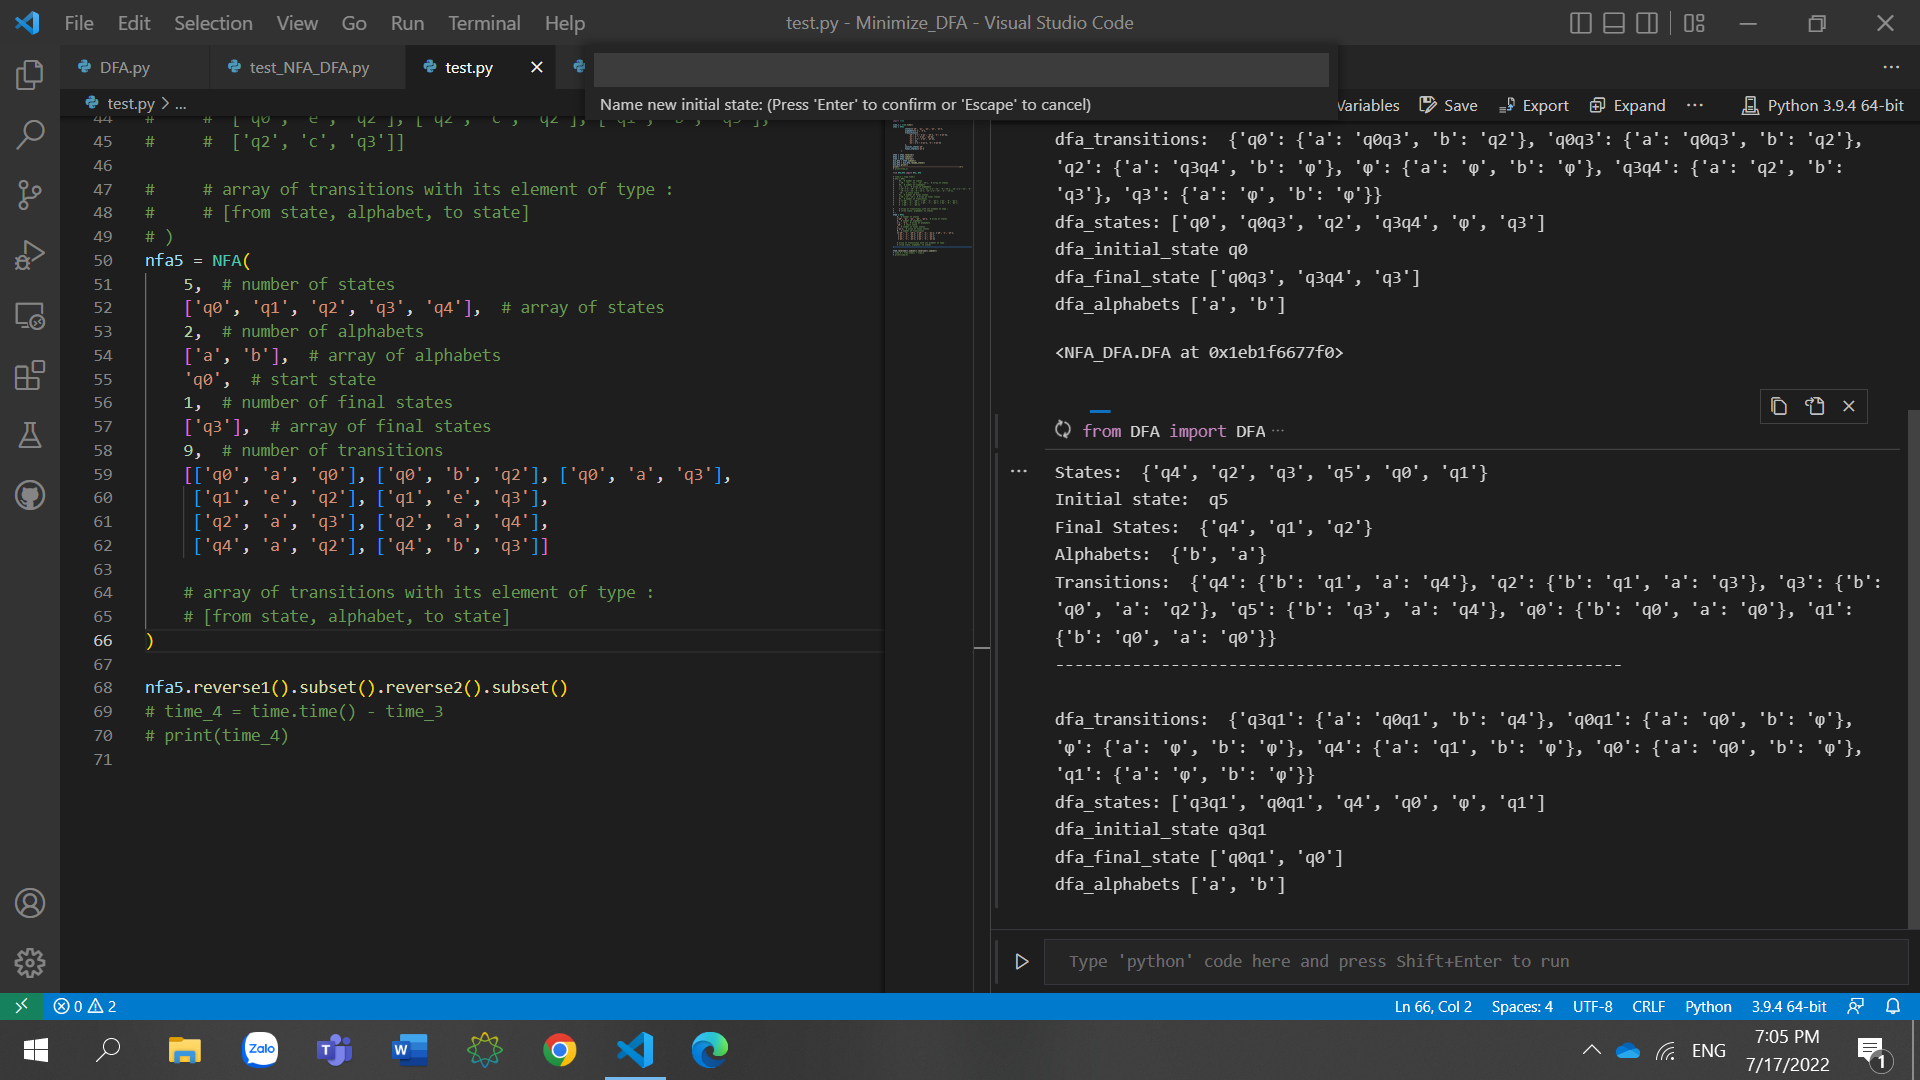 File Edit Selection View Go Run Terminal Help
test.py - Minimize_DFA - Visual Studio Code
DFA.py
test_NFA_DFA.py
test.py
Name new initial state: (Press 'Enter' to confirm or 'Escape' to cancel)
test.py > ...
Variables Save Export Expand ... Python 3.9.4 64-bit
44 # # ['q0', 'e', 'q2'], ['q2', 'c', 'q2'], ['q1', 'b', 'q3'],
45 # # ['q2', 'c', 'q3']]
46
47 # # array of transitions with its element of type :
48 # # [from state, alphabet, to state]
49 # )
50 nfa5 = NFA(
51 5, # number of states
52 ['q0', 'q1', 'q2', 'q3', 'q4'], # array of states
53 2, # number of alphabets
54 ['a', 'b'], # array of alphabets
55 'q0', # start state
56 1, # number of final states
57 ['q3'], # array of final states
58 9, # number of transitions
59 [['q0', 'a', 'q0'], ['q0', 'b', 'q2'], ['q0', 'a', 'q3'],
60 ['q1', 'e', 'q2'], ['q1', 'e', 'q3'],
61 ['q2', 'a', 'q3'], ['q2', 'a', 'q4'],
62 ['q4', 'a', 'q2'], ['q4', 'b', 'q3']]
63
64 # array of transitions with its element of type :
65 # [from state, alphabet, to state]
66 )
67
68 nfa5.reverse1().subset().reverse2().subset()
69 # time_4 = time.time() - time_3
70 # print(time_4)
71
dfa_transitions: {'q0': {'a': 'q0q3', 'b': 'q2'}, 'q0q3': {'a': 'q0q3', 'b': 'q2'},
'q2': {'a': 'q3q4', 'b': 'φ'}, 'φ': {'a': 'φ', 'b': 'φ'}, 'q3q4': {'a': 'q2', 'b':
'q3'}, 'q3': {'a': 'φ', 'b': 'φ'}}
dfa_states: ['q0', 'q0q3', 'q2', 'q3q4', 'φ', 'q3']
dfa_initial_state q0
dfa_final_state ['q0q3', 'q3q4', 'q3']
dfa_alphabets ['a', 'b']
<NFA_DFA.DFA at 0x1eb1f6677f0>
from DFA import DFA ...
States: {'q4', 'q2', 'q3', 'q5', 'q0', 'q1'}
Initial state: q5
Final States: {'q4', 'q1', 'q2'}
Alphabets: {'b', 'a'}
Transitions: {'q4': {'b': 'q1', 'a': 'q4'}, 'q2': {'b': 'q1', 'a': 'q3'}, 'q3': {'b':
'q0', 'a': 'q2'}, 'q5': {'b': 'q3', 'a': 'q4'}, 'q0': {'b': 'q0', 'a': 'q0'}, 'q1':
{'b': 'q0', 'a': 'q0'}}
-----------------------------------------------------------
dfa_transitions: {'q3q1': {'a': 'q0q1', 'b': 'q4'}, 'q0q1': {'a': 'q0', 'b': 'φ'},
'φ': {'a': 'φ', 'b': 'φ'}, 'q4': {'a': 'q1', 'b': 'φ'}, 'q0': {'a': 'q0', 'b': 'φ'},
'q1': {'a': 'φ', 'b': 'φ'}}
dfa_states: ['q3q1', 'q0q1', 'q4', 'q0', 'φ', 'q1']
dfa_initial_state q3q1
dfa_final_state ['q0q1', 'q0']
dfa_alphabets ['a', 'b']
Type 'python' code here and press Shift+Enter to run
0 2
Ln 66, Col 2 Spaces: 4 UTF-8 CRLF Python 3.9.4 64-bit
Zalo
T
W
ENG
7:05 PM
7/17/2022
1